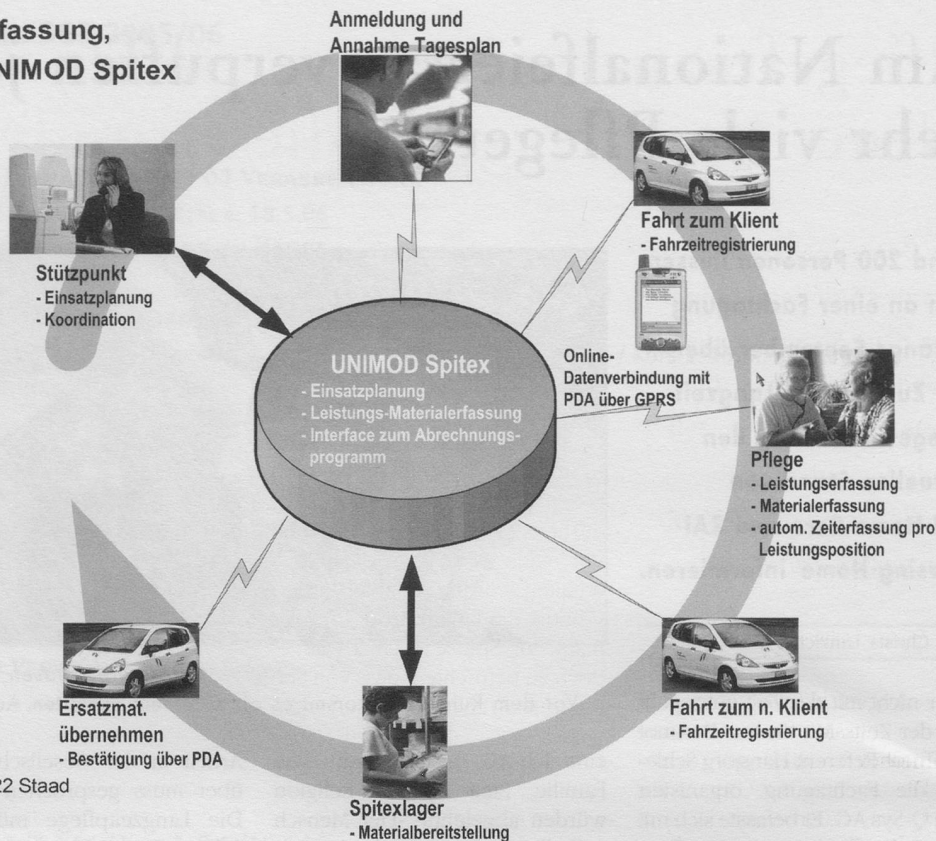 fassung,
NIMOD Spitex
Anmeldung und
Annahme Tagesplan
Stützpunkt
- Einsatzplanung
- Koordination
Fahrt zum Klient
- Fahrzeitregistrierung
UNIMOD Spitex
- Einsatzplanung
- Leistungs-Materialerfassung
- Interface zum Abrechnungs-
programm
Online-
Datenverbindung mit
PDA über GPRS
Pflege
- Leistungserfassung
- Materialerfassung
- autom. Zeiterfassung pro
Leistungsposition
Fahrt zum n. Klient
- Fahrzeitregistrierung
Spitexlager
- Materialbereitstellung
Ersatzmat.
übernehmen
- Bestätigung über PDA
22 Staad